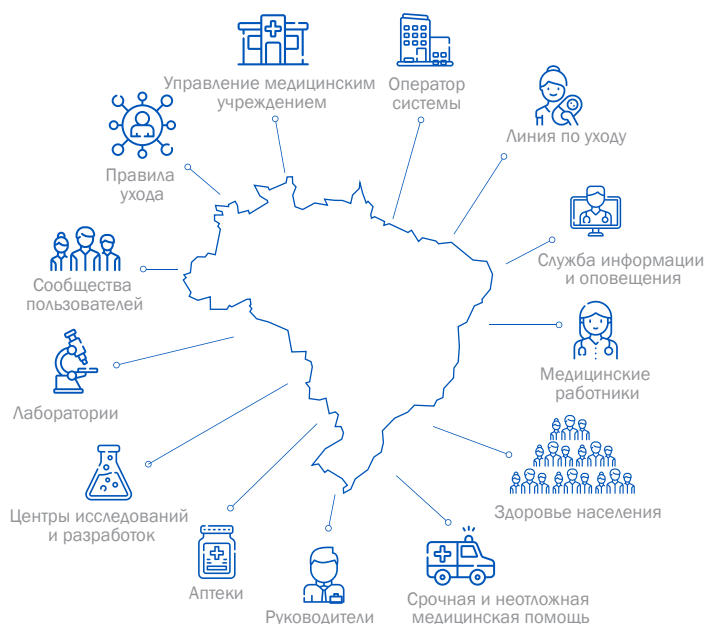 Управление медицинским
учреждением
Оператор
системы
Линия по уходу
Правила
ухода
Служба информации
и оповещения
Сообщества
пользователей
Медицинские
работники
Лаборатории
Здоровье населения
Центры исследований
и разработок
Аптеки
Руководители
Срочная и неотложная
медицинская помощь